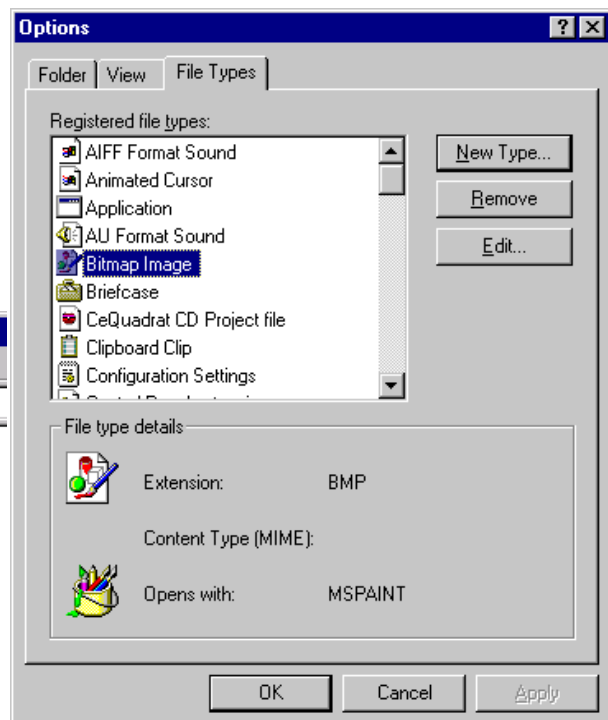 Options
Folder View File Types
Registered file types:
AIFF Format Sound
Animated Cursor
Application
AU Format Sound
Bitmap Image
Briefcase
CeQuadrat CD Project file
Clipboard Clip
Configuration Settings
New Type...
Remove
Edit...
File type details
Extension: BMP
Content Type (MIME):
Opens with: MSPAINT
OK Cancel Apply